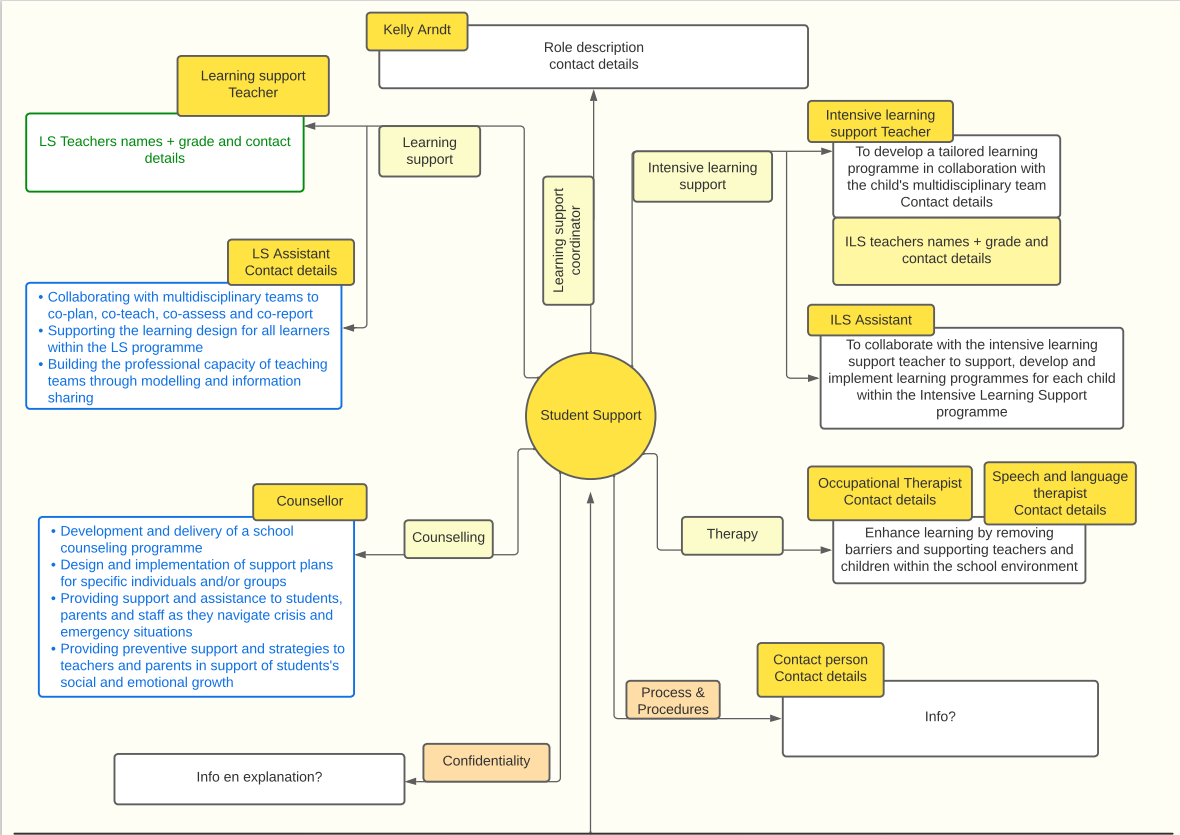 Kelly Arndt
Role description
contact details
Learning support
Teacher
LS Teachers names + grade and contact
details
Learning
support
Learning support
coordinator
Intensive learning
support
Intensive learning
support Teacher
To develop a tailored learning
programme in collaboration with
the child's multidisciplinary team
Contact details
ILS teachers names + grade and
contact details
LS Assistant
Contact details
• Collaborating with multidisciplinary teams to
co-plan, co-teach, co-assess and co-report
• Supporting the learning design for all learners
within the LS programme
• Building the professional capacity of teaching
teams through modelling and information
sharing
ILS Assistant
To collaborate with the intensive learning
support teacher to support, develop and
implement learning programmes for each child
within the Intensive Learning Support
programme
Student Support
Counsellor
• Development and delivery of a school
counseling programme
• Design and implementation of support plans
for specific individuals and/or groups
• Providing support and assistance to students,
parents and staff as they navigate crisis and
emergency situations
• Providing preventive support and strategies to
teachers and parents in support of students's
social and emotional growth
Counselling
Therapy
Occupational Therapist
Contact details
Speech and language
therapist
Contact details
Enhance learning by removing
barriers and supporting teachers and
children within the school environment
Contact person
Contact details
Process &
Procedures
Info?
Confidentiality
Info en explanation?